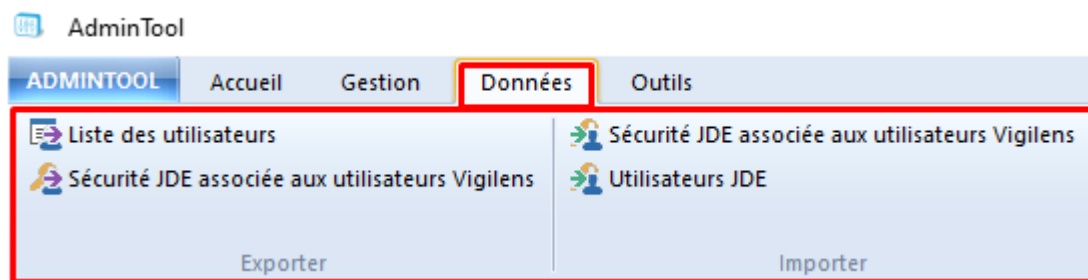 AdminTool
ADMINTOOL Accueil Gestion Données Outils
Liste des utilisateurs
Sécurité JDE associée aux utilisateurs Vigilens
Exporter
Sécurité JDE associée aux utilisateurs Vigilens
Utilisateurs JDE
Importer